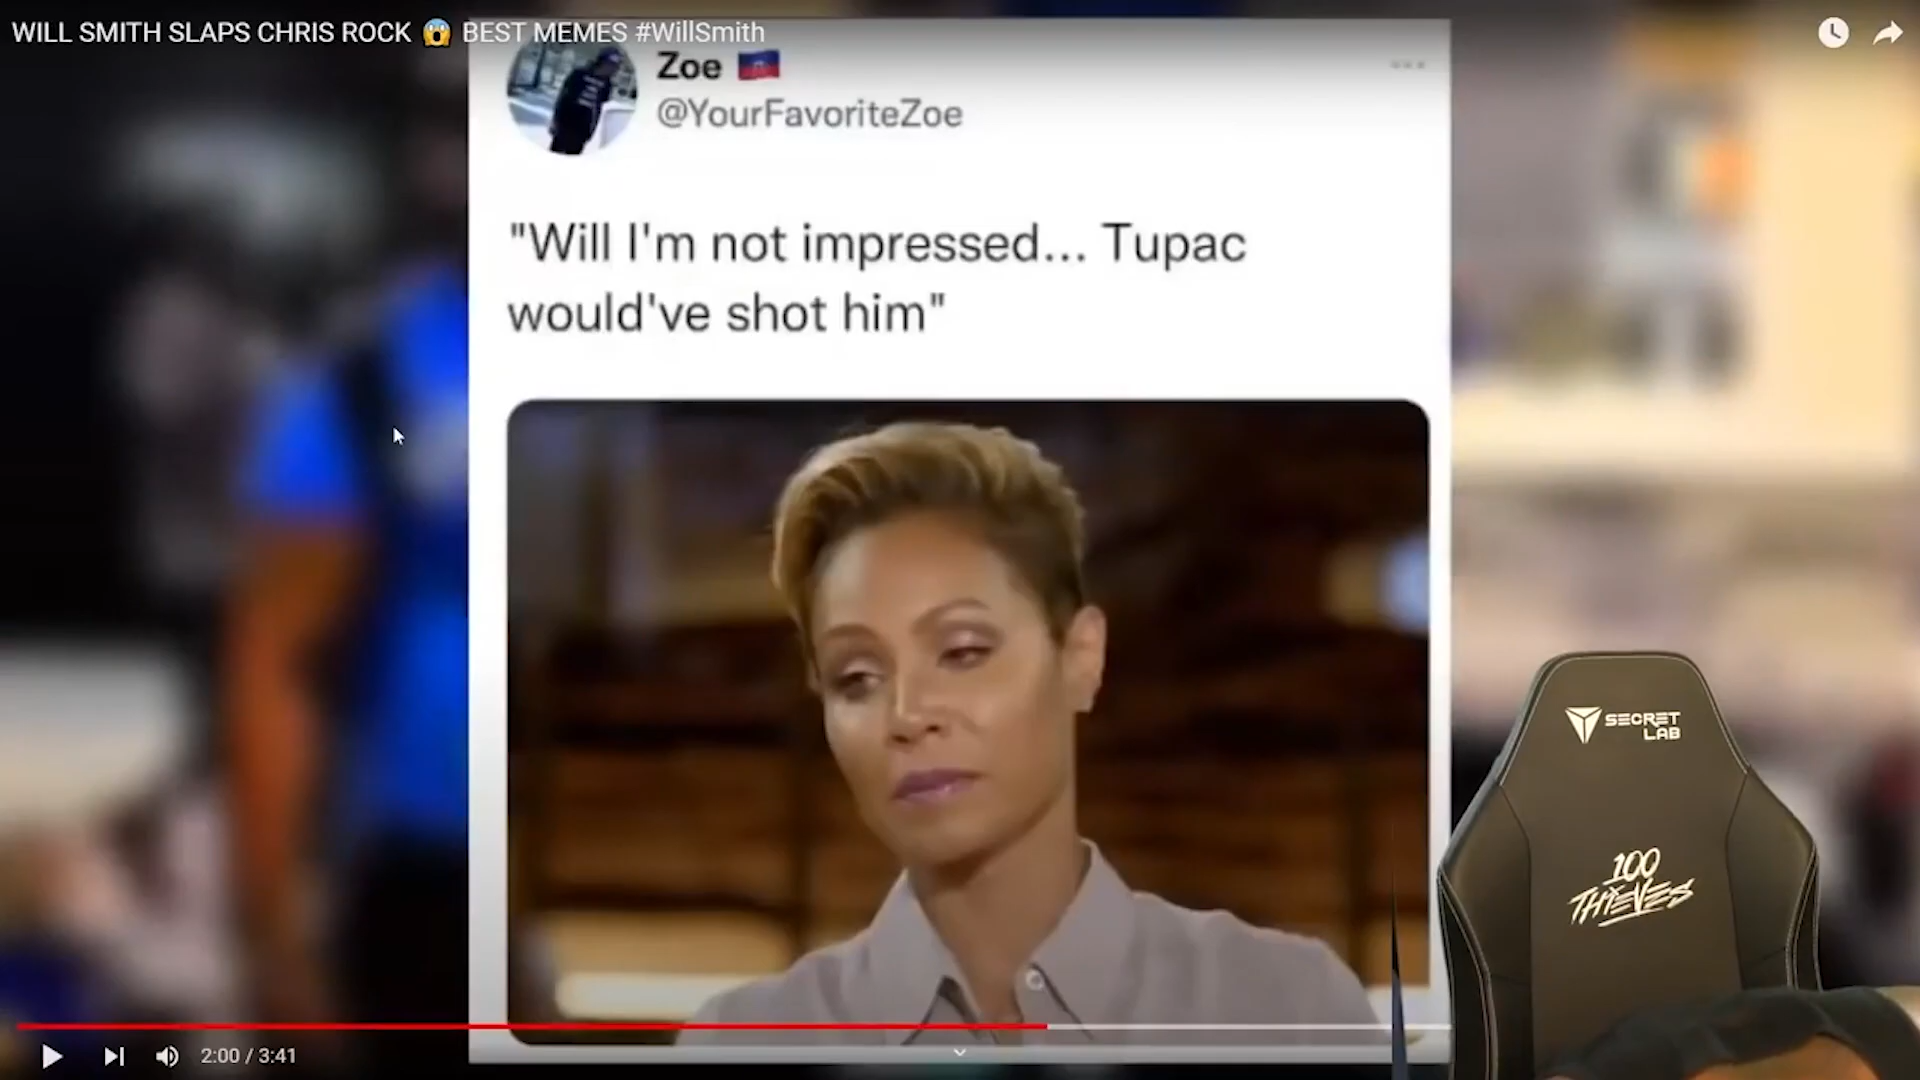 WILL SMITH SLAPS CHRIS ROCK 😱 BEST MEMES #WillSmith
Zoe 🇭🇹
@YourFavoriteZoe
"Will I'm not impressed... Tupac
would've shot him"
SECRET
LAB
100
THIEVES
2:00 / 3:41